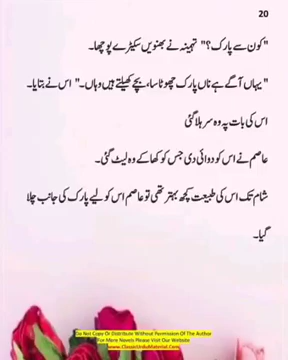 20
"کون سے پارک؟" تہینہ نے بھنویں سکیڑے پوچھا۔
"یہاں آگے ہے ناں پارک چھوٹا سا، بچے کھیلتے ہیں وہاں۔" اس نے بتایا۔
اس کی بات پہ وہ سر ہلا گئی
عاصم نے اس کو دوائی دی جس کو کھا کے وہ لیٹ گئی۔
شام تک اس کی طبیعت کچھ بہتر تھی تو عاصم اس کو لیے پارک کی جانب چلا
گیا۔
Do Not Copy Or Distribute Without Permission Of The Author
For More Novels Please Visit Our Website
www.ClassicUrduMaterial.Com